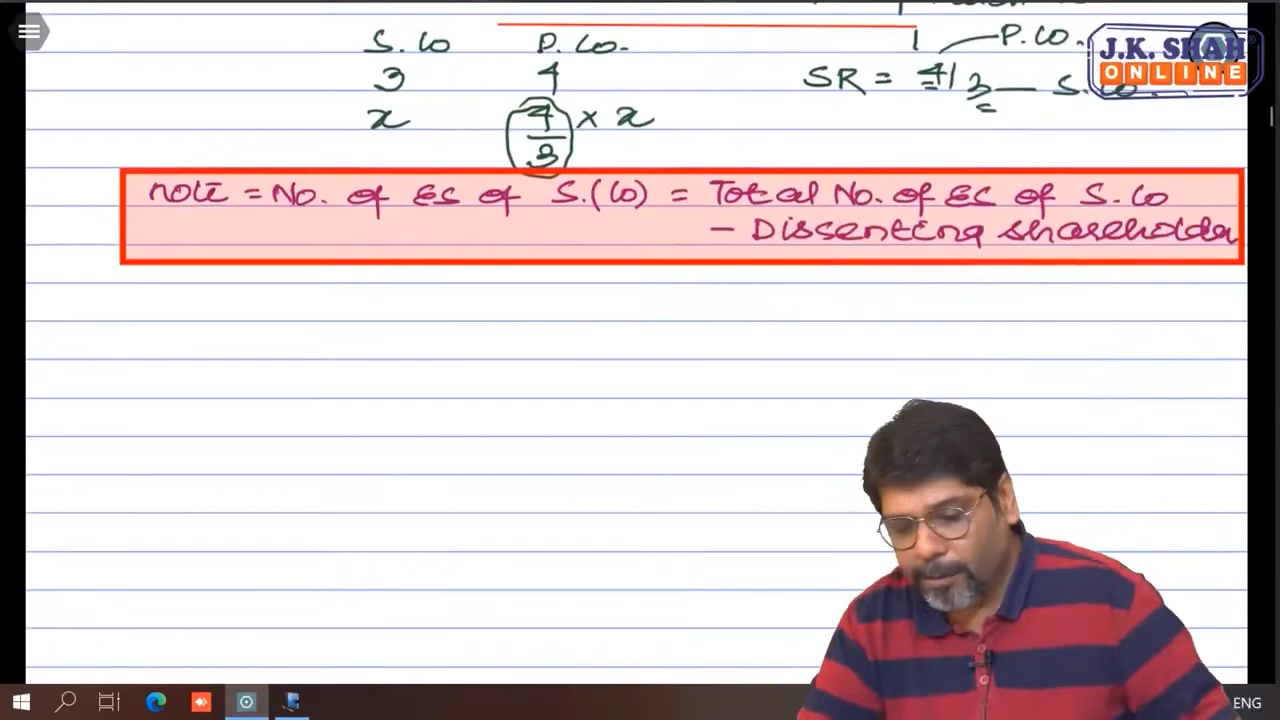 S. Co P. Co.
3 4
x 4/3 × x
P. Co.
SR = 4/3 S. Co.
J.K. SHAH
ONLINE
Note = No. of ES of S.(Co) = Total No. of ES of S. Co
- Dissenting shareholder
ENG